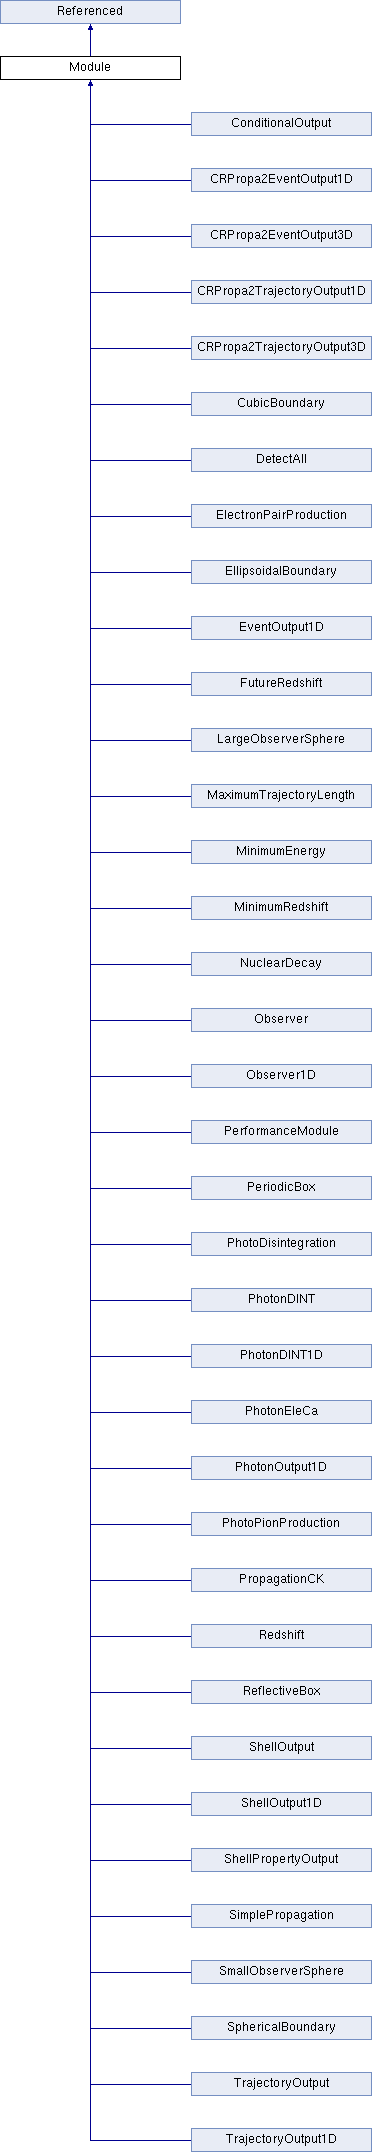 Referenced
Module
ConditionalOutput
CRPropa2EventOutput1D
CRPropa2EventOutput3D
CRPropa2TrajectoryOutput1D
CRPropa2TrajectoryOutput3D
CubicBoundary
DetectAll
ElectronPairProduction
EllipsoidalBoundary
EventOutput1D
FutureRedshift
LargeObserverSphere
MaximumTrajectoryLength
MinimumEnergy
MinimumRedshift
NuclearDecay
Observer
Observer1D
PerformanceModule
PeriodicBox
PhotoDisintegration
PhotonDINT
PhotonDINT1D
PhotonEleCa
PhotonOutput1D
PhotoPionProduction
PropagationCK
Redshift
ReflectiveBox
ShellOutput
ShellOutput1D
ShellPropertyOutput
SimplePropagation
SmallObserverSphere
SphericalBoundary
TrajectoryOutput
TrajectoryOutput1D